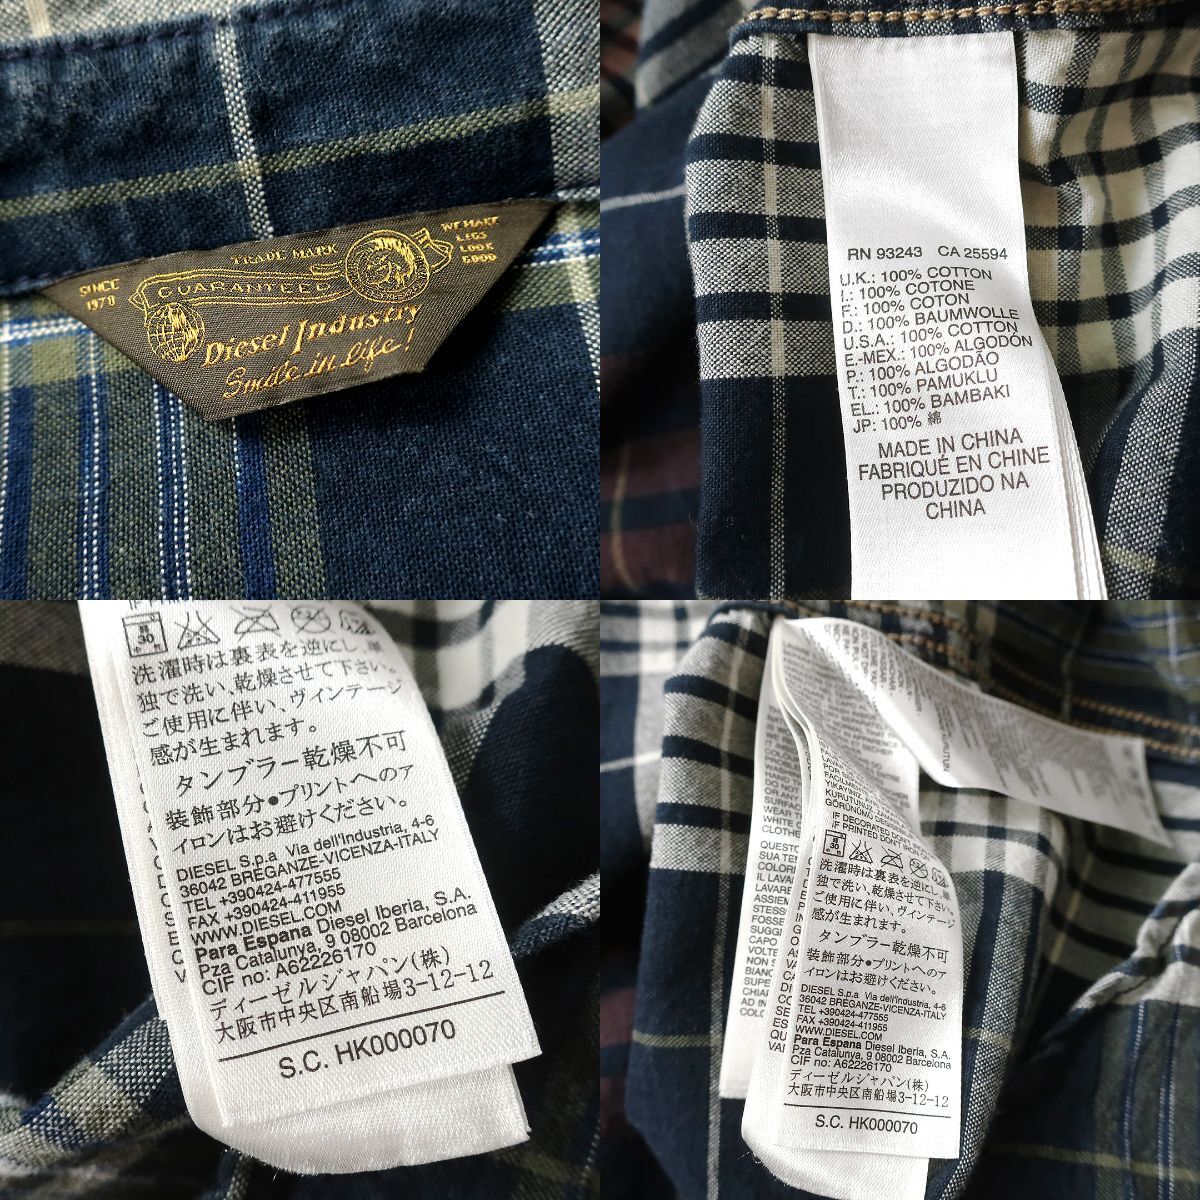 SINCE
1978
TRADE MARK
GUARANTEED
WE MAKE
LEGS
LOOK
GOOD
Diesel Industry
Smile in life!
RN 93243 CA 25594
U.K.: 100% COTTON
I.: 100% COTONE
F.: 100% COTON
D.: 100% BAUMWOLLE
U.S.A.: 100% COTTON
E-MEX.: 100% ALGODÓN
P.: 100% ALGODÃO
T.: 100% PAMUKLU
EL.: 100% BAMBAKI
JP: 100% 綿
MADE IN CHINA
FABRIQUÉ EN CHINE
PRODUZIDO NA
CHINA
洗濯時は裏表を逆にし、単
独で洗い、乾燥させて下さい。
ご使用に伴い、ヴィンテージ
感が生まれます。
タンブラー乾燥不可
装飾部分●プリントへのア
イロンはお避けください。
DIESEL S.p.a Via dell'Industria, 4-6
36042 BREGANZE-VICENZA-ITALY
TEL +390424-477555
FAX +390424-411955
WWW.DIESEL.COM
Para Espana Diesel Iberia, S.A.
Pza Catalunya, 9 08002 Barcelona
CIF no: A62226170
ディーゼルジャパン(株)
大阪市中央区南船場3-12-12
S.C. HK000070
IF DECORATED DO
IF PRINTED DON'T IRON ON
洗濯時は裏表を逆にし、単
独で洗い、乾燥させて下さい。
ご使用に伴い、ヴィンテージ
感が生まれます。
タンブラー乾燥不可
装飾部分●プリントへのア
イロンはお避けください。
DIESEL S.p.a Via dell'Industria, 4-6
36042 BREGANZE-VICENZA-ITALY
TEL +390424-477555
FAX +390424-411955
WWW.DIESEL.COM
Para Espana Diesel Iberia, S.A.
Pza Catalunya, 9 08002 Barcelona
CIF no: A62226170
ディーゼルジャパン(株)
大阪市中央区南船場3-12-12
S.C. HK000070